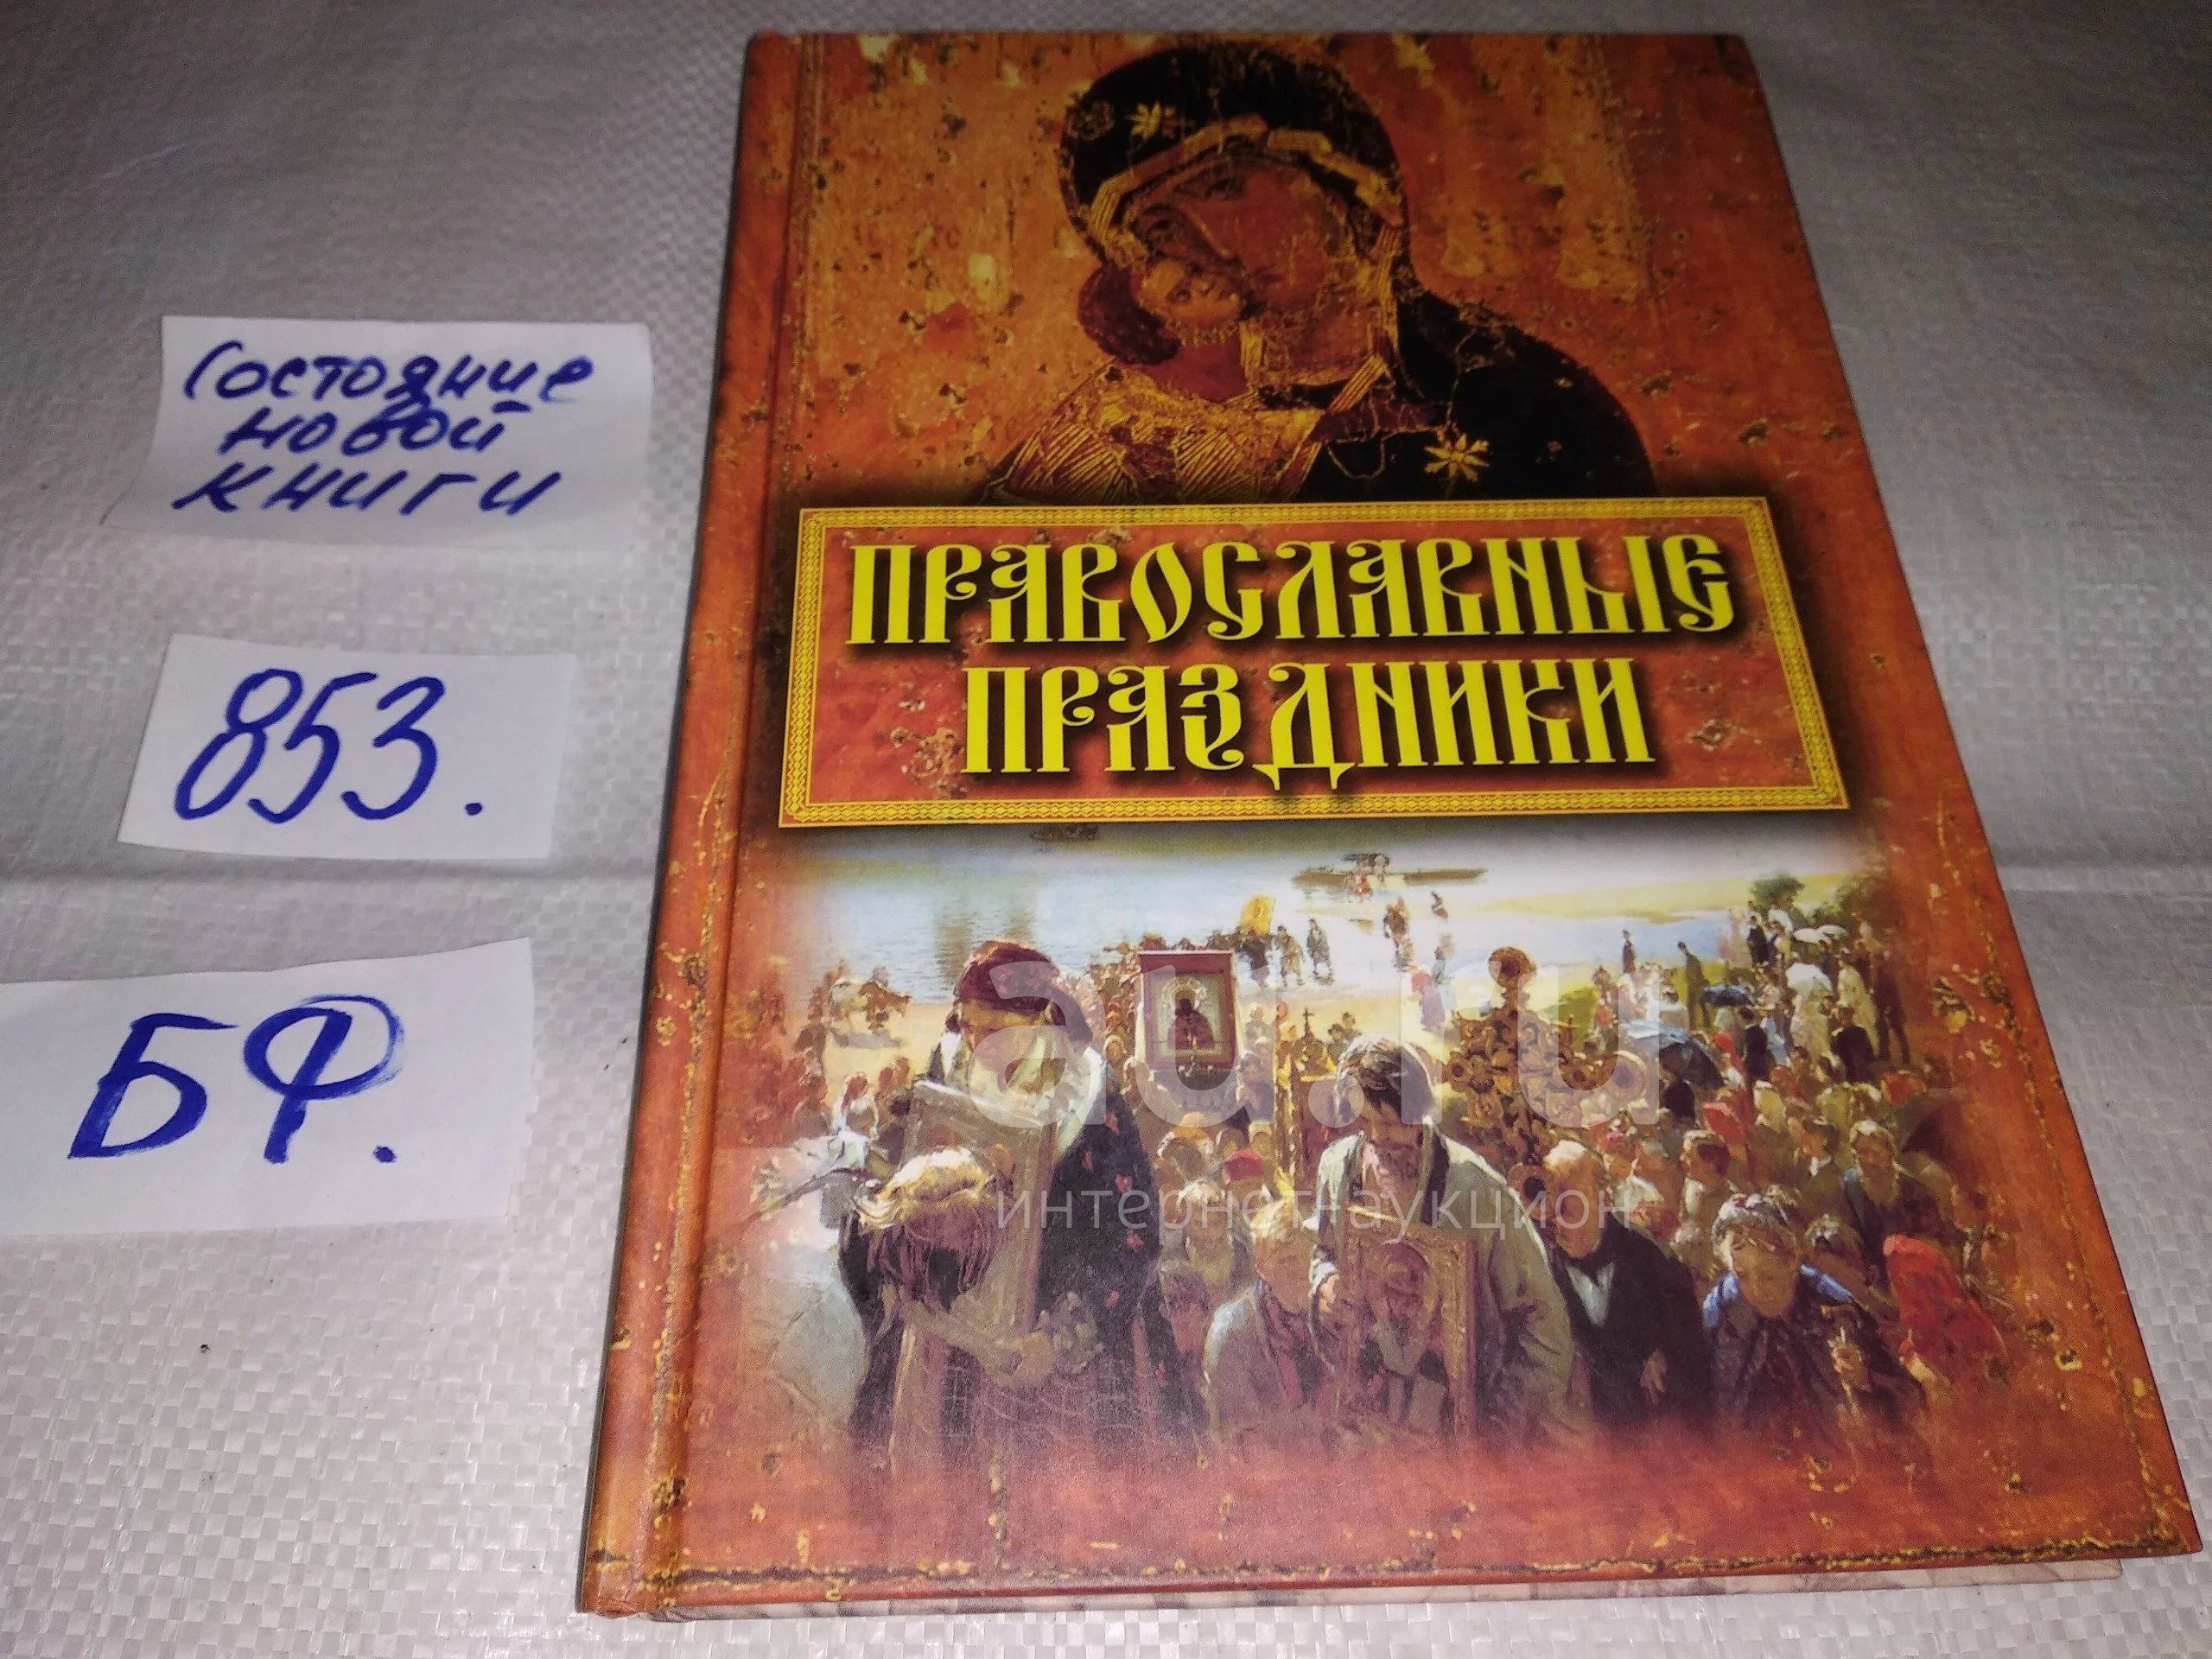 Состояние
новой
книги
853.
БФ.
ПРАВОСЛАВНЫЕ
ПРАЗДНИКИ
au.ru
интернет-аукцион